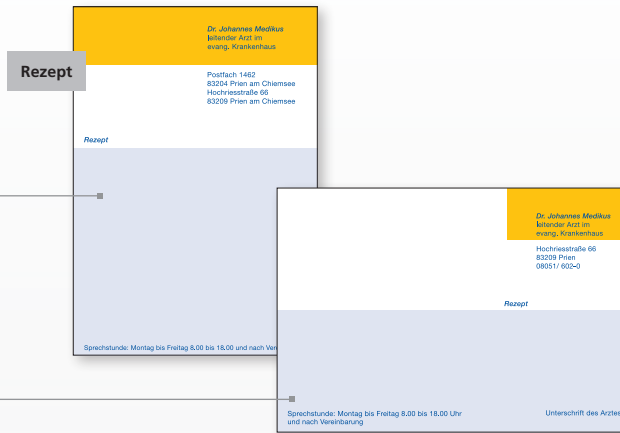 Rezept
Dr. Johannes Medikus
leitender Arzt im
evang. Krankenhaus
Postfach 1462
83204 Prien am Chiemsee
Hochriesstraße 66
83209 Prien am Chiemsee
Rezept
Sprechstunde: Montag bis Freitag 8.00 bis 18.00 und nach
Dr. Johannes Medikus
leitender Arzt im
evang. Krankenhaus
Hochriesstraße 66
83209 Prien
08051/ 602-0
Rezept
Sprechstunde: Montag bis Freitag 8.00 bis 18.00 Uhr
und nach Vereinbarung
Unterschrift des Arztes